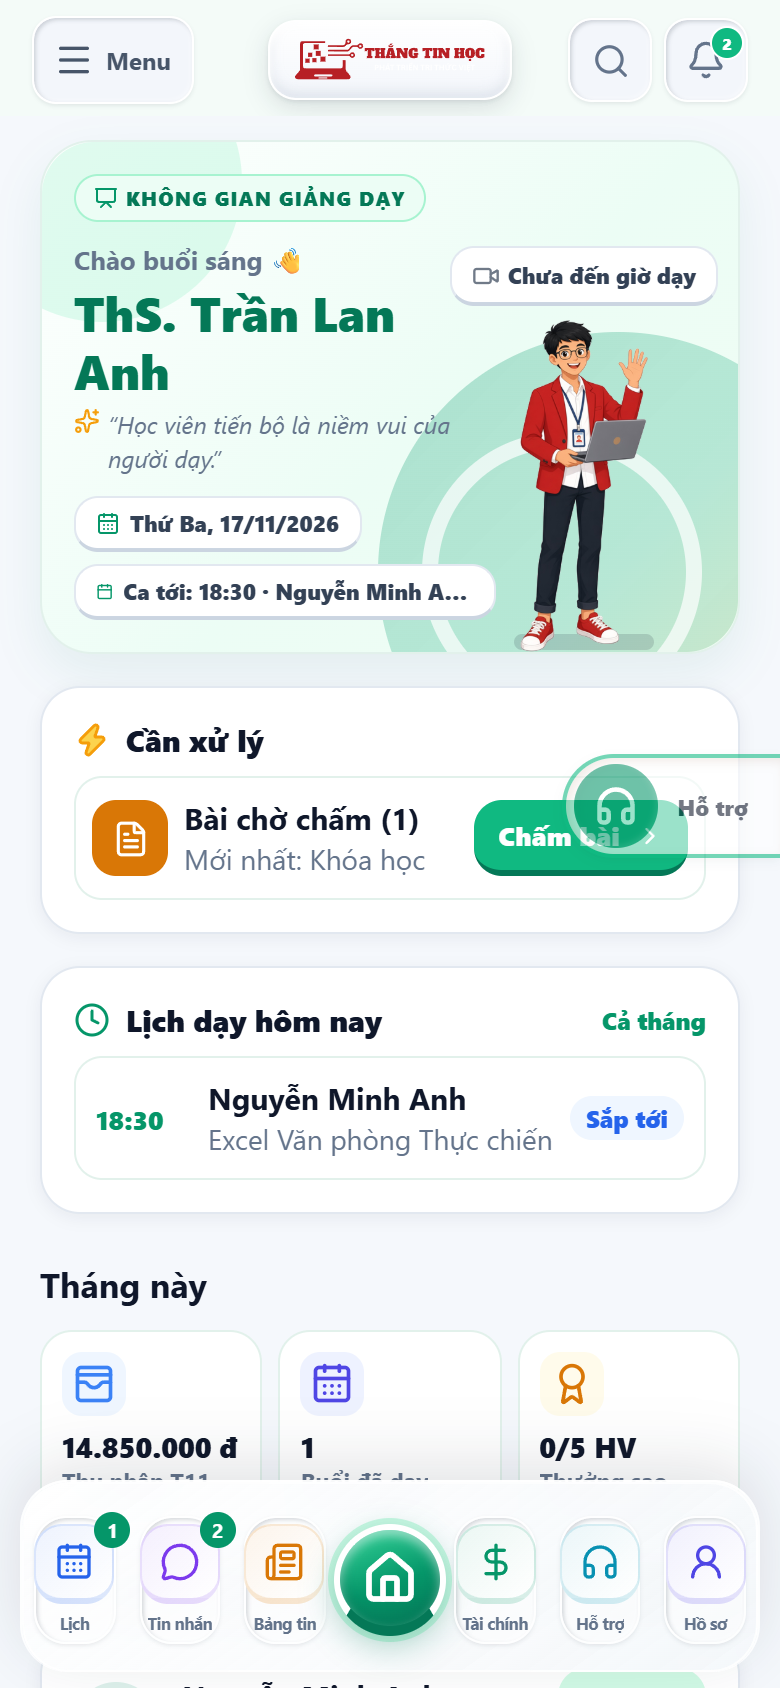 Menu
THẮNG TIN HỌC
2
KHÔNG GIAN GIẢNG DẠY
Chào buổi sáng
Chưa đến giờ dạy
ThS. Trần Lan
Anh
“Học viên tiến bộ là niềm vui của
người dạy.”
Thứ Ba, 17/11/2026
Ca tới: 18:30 · Nguyễn Minh A...
Cần xử lý
Bài chờ chấm (1)
Mới nhất: Khóa học
Chấm bài
Hỗ trợ
Lịch dạy hôm nay
Cả tháng
18:30
Nguyễn Minh Anh
Excel Văn phòng Thực chiến
Sắp tới
Tháng này
14.850.000 đ
1
0/5 HV
1
2
Lịch
Tin nhắn
Bảng tin
Tài chính
Hỗ trợ
Hồ sơ